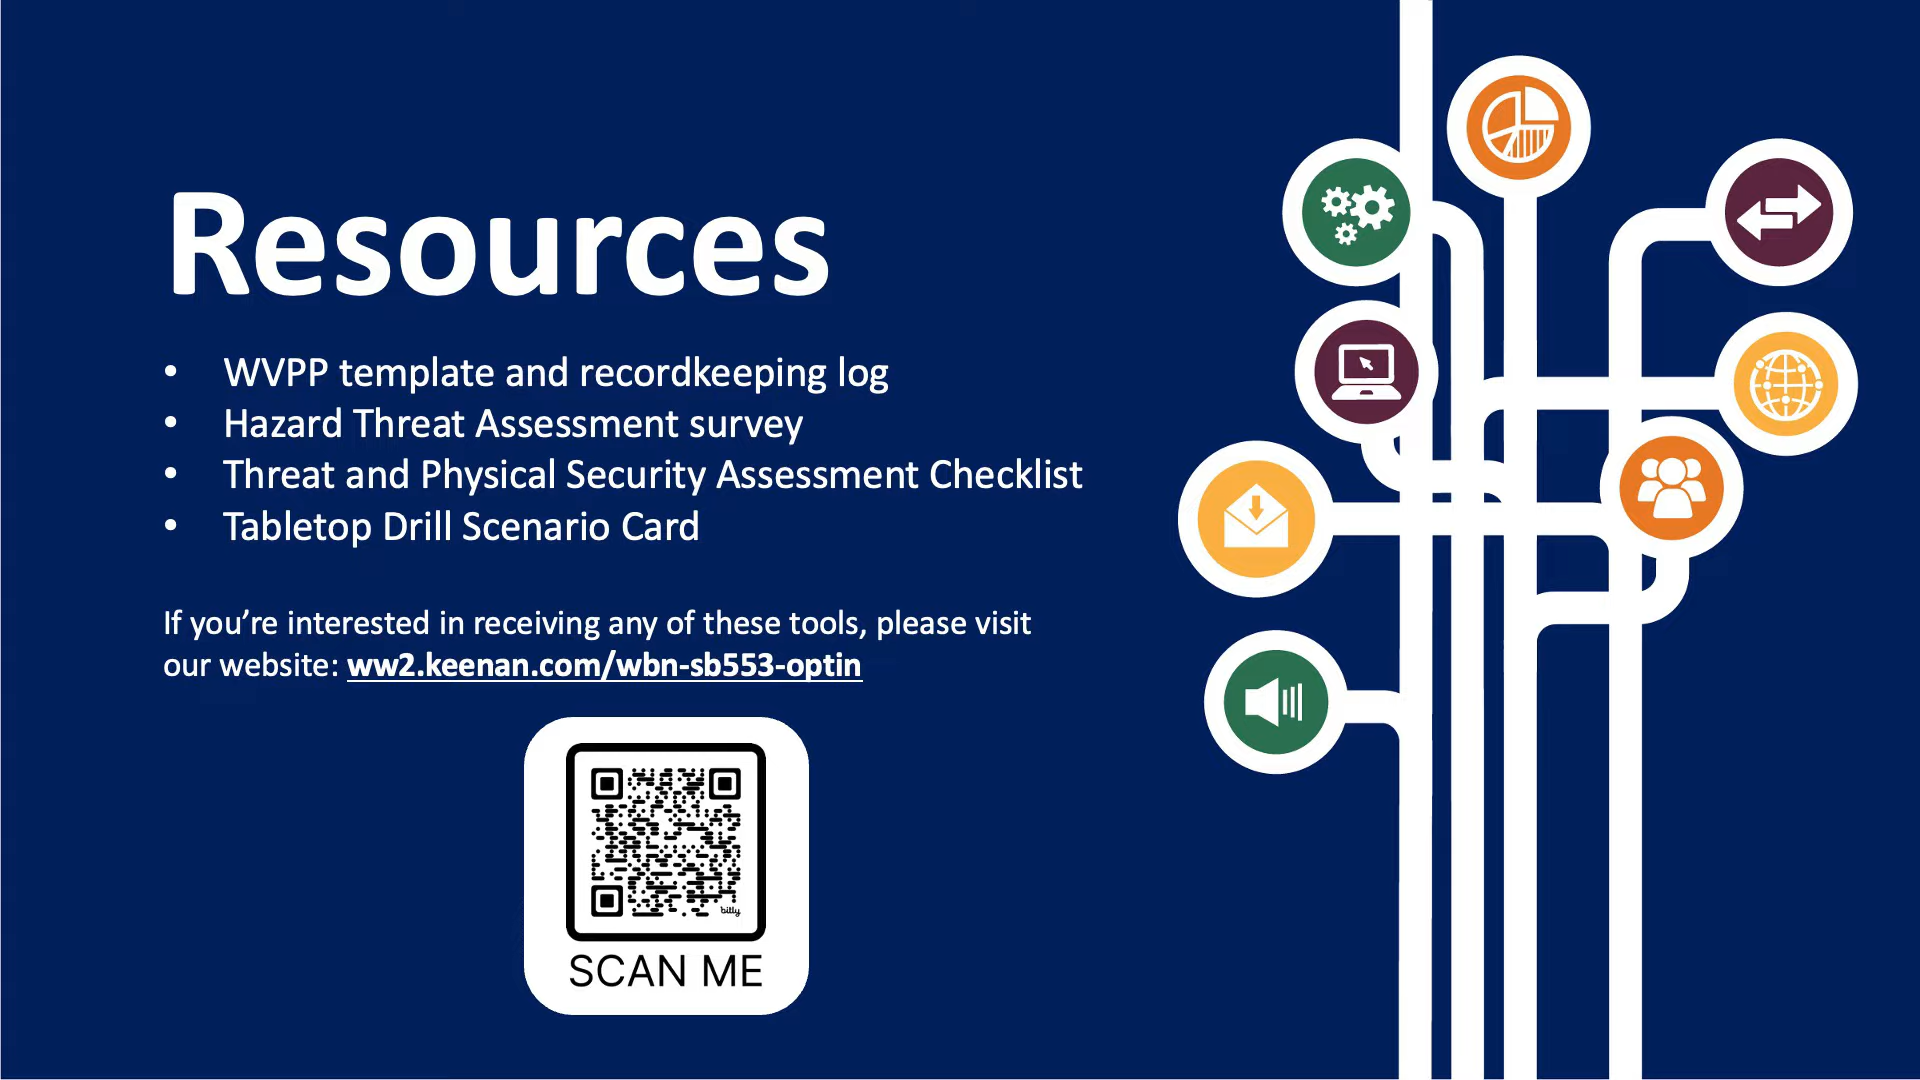 Resources
• WVPP template and recordkeeping log
• Hazard Threat Assessment survey
• Threat and Physical Security Assessment Checklist
• Tabletop Drill Scenario Card
If you’re interested in receiving any of these tools, please visit
our website: ww2.keenan.com/wbn-sb553-optin
bitly
SCAN ME